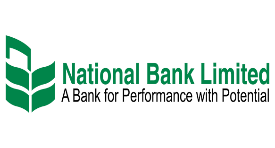 National Bank Limited
A Bank for Performance with Potential